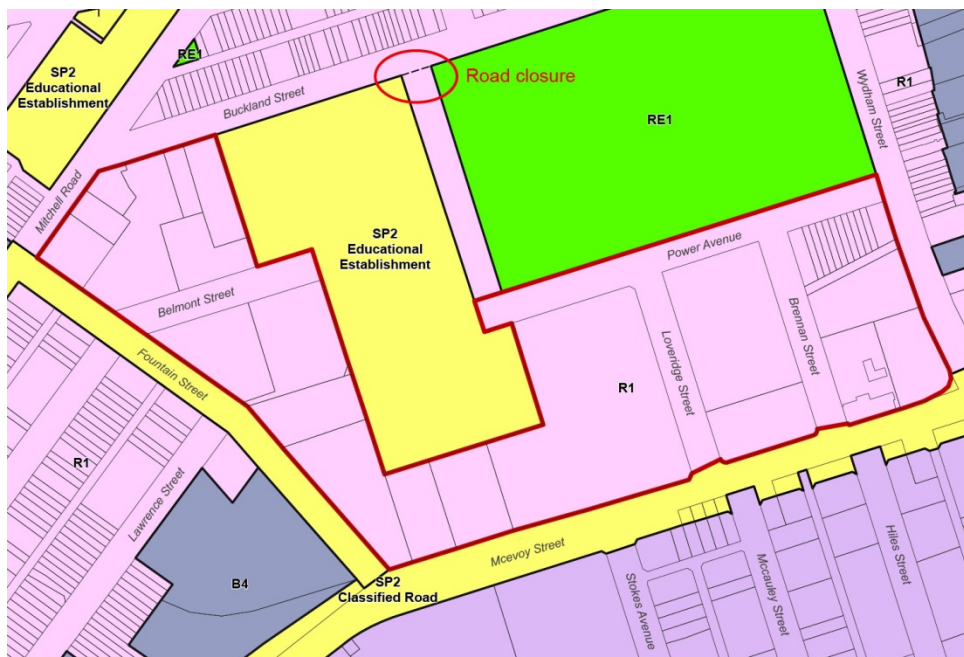 SP2
Educational
Establishment
RE1
Buckland Street
Road closure
R1
Wydham Street
RE1
Mitchell Road
SP2
Educational
Establishment
Power Avenue
Belmont Street
Brennan Street
Loveridge Street
Fountain Street
R1
R1
Lawrence Street
Mcevoy Street
Hiles Street
B4
SP2
Classified Road
Stokes Avenue
Mccauley Street